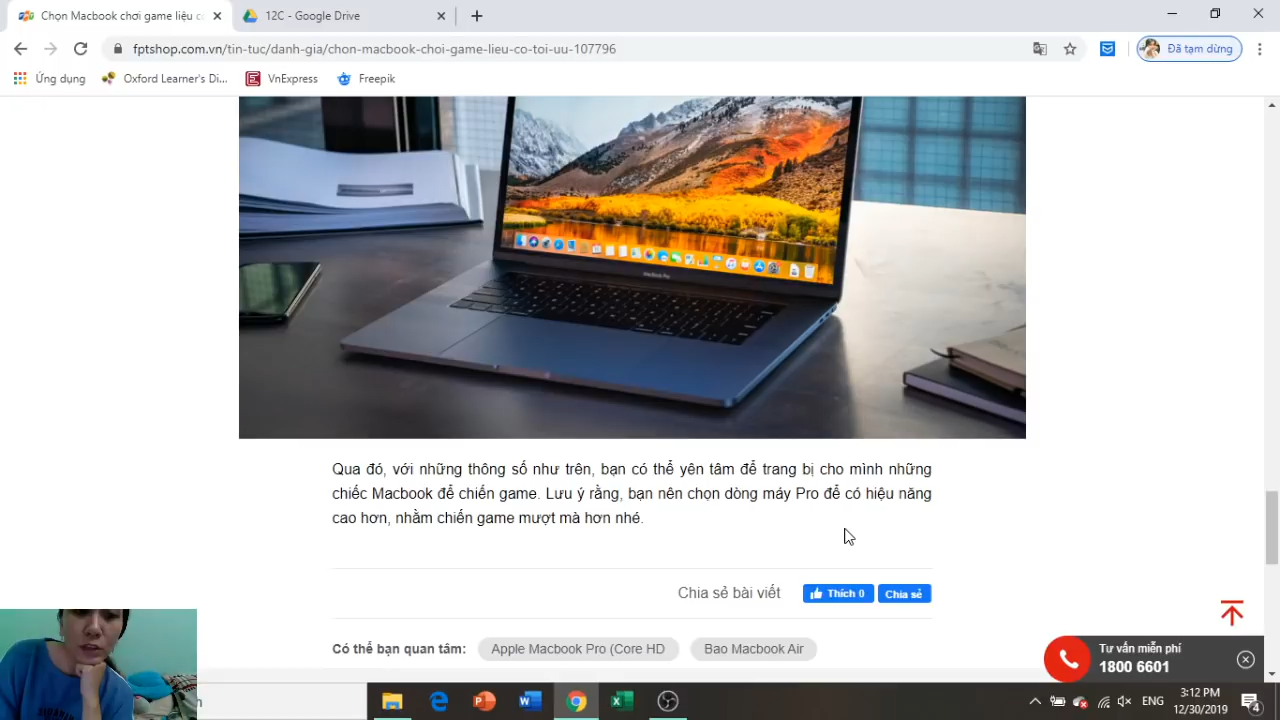 Chọn Macbook chơi game liệu c
12C - Google Drive
fptshop.com.vn/tin-tuc/danh-gia/chon-macbook-choi-game-lieu-co-toi-uu-107796
Đã tạm dừng
Ứng dụng
Oxford Learner's Di...
VnExpress
Freepik
MacBook Pro
Qua đó, với những thông số như trên, bạn có thể yên tâm để trang bị cho mình những
chiếc Macbook để chiến game. Lưu ý rằng, bạn nên chọn dòng máy Pro để có hiệu năng
cao hơn, nhằm chiến game mượt mà hơn nhé.
Chia sẻ bài viết
Thích 0
Chia sẻ
Có thể bạn quan tâm:
Apple Macbook Pro (Core HD
Bao Macbook Air
Tư vấn miễn phí
1800 6601
ENG
3:12 PM
12/30/2019
4